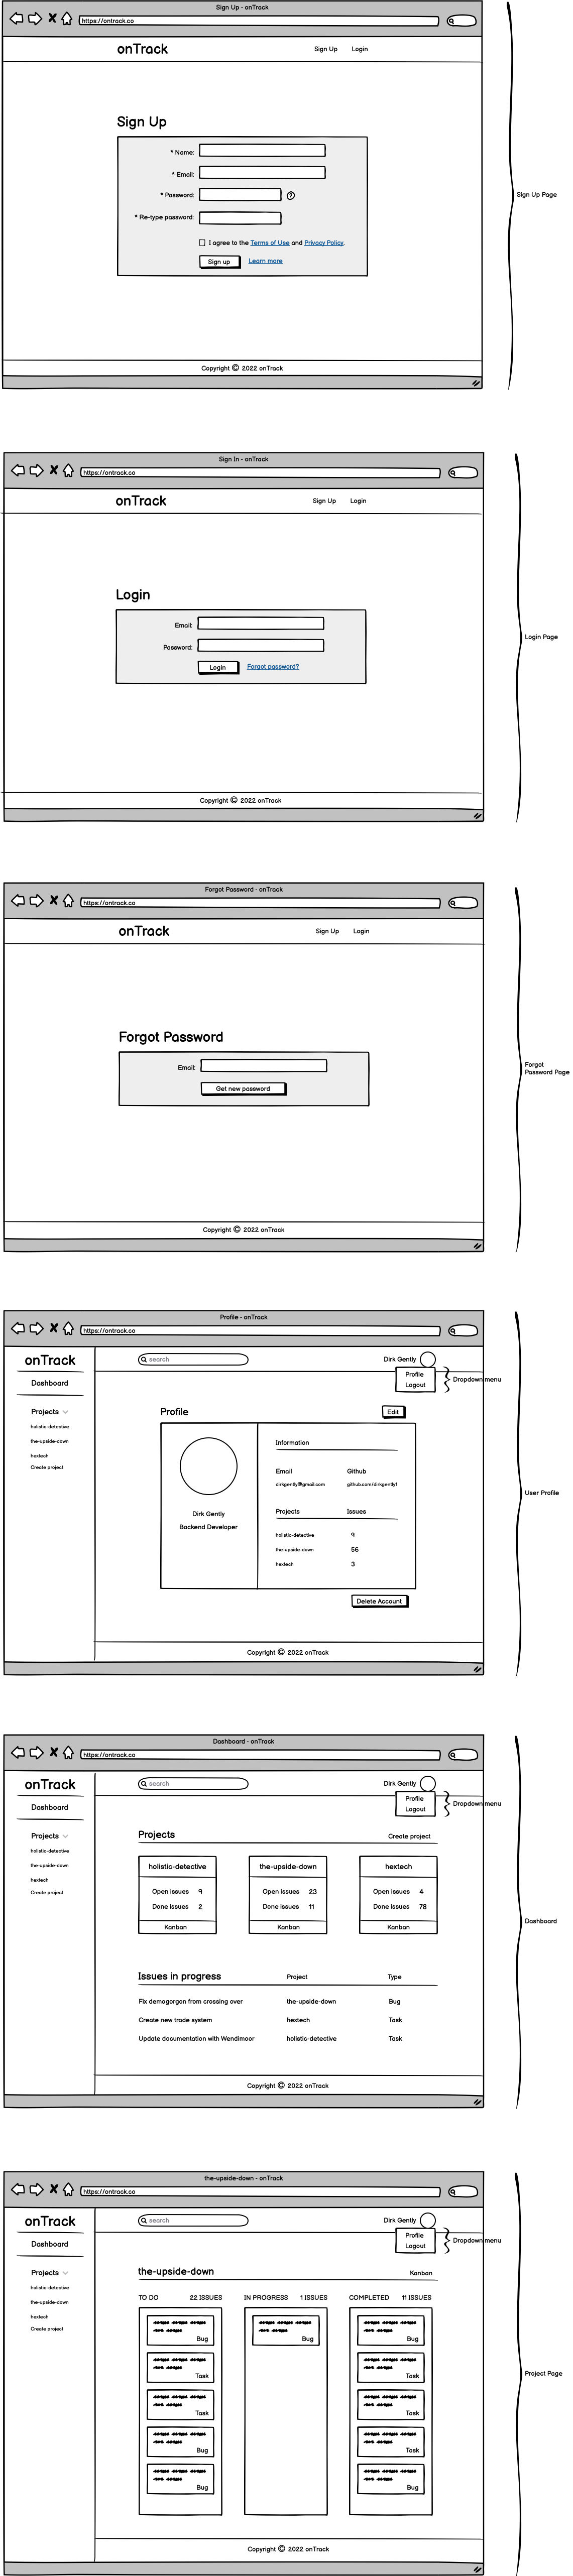 Sign Up - onTrack
https://ontrack.co
onTrack
Sign Up Login
Sign Up
* Name:
* Email:
* Password: ?
* Re-type password:
I agree to the Terms of Use and Privacy Policy.
Sign up Learn more
Copyright © 2022 onTrack
Sign Up Page
Sign In - onTrack
https://ontrack.co
onTrack
Sign Up Login
Login
Email:
Password:
Login Forgot password?
Copyright © 2022 onTrack
Login Page
Forgot Password - onTrack
https://ontrack.co
onTrack
Sign Up Login
Forgot Password
Email:
Get new password
Copyright © 2022 onTrack
Forgot
Password Page
Profile - onTrack
https://ontrack.co
onTrack
Dashboard
Projects
holistic-detective
the-upside-down
hextech
Create project
search
Dirk Gently
Profile
Logout
Dropdown menu
Profile
Edit
Dirk Gently
Backend Developer
Information
Email Github
dirkgently@gmail.com github.com/dirkgently1
Projects Issues
holistic-detective 9
the-upside-down 56
hextech 3
Delete Account
Copyright © 2022 onTrack
User Profile
Dashboard - onTrack
https://ontrack.co
onTrack
Dashboard
Projects
holistic-detective
the-upside-down
hextech
Create project
search
Dirk Gently
Profile
Logout
Dropdown menu
Projects Create project
holistic-detective
Open issues 9
Done issues 2
Kanban
the-upside-down
Open issues 23
Done issues 11
Kanban
hextech
Open issues 4
Done issues 78
Kanban
Issues in progress Project Type
Fix demogorgon from crossing over the-upside-down Bug
Create new trade system hextech Task
Update documentation with Wendimoor holistic-detective Task
Copyright © 2022 onTrack
Dashboard
the-upside-down - onTrack
https://ontrack.co
onTrack
Dashboard
Projects
holistic-detective
the-upside-down
hextech
Create project
search
Dirk Gently
Profile
Logout
Dropdown menu
the-upside-down Kanban
TO DO 22 ISSUES
Bug
Task
Task
Bug
Bug
IN PROGRESS 1 ISSUES
Bug
COMPLETED 11 ISSUES
Bug
Task
Task
Task
Bug
Copyright © 2022 onTrack
Project Page